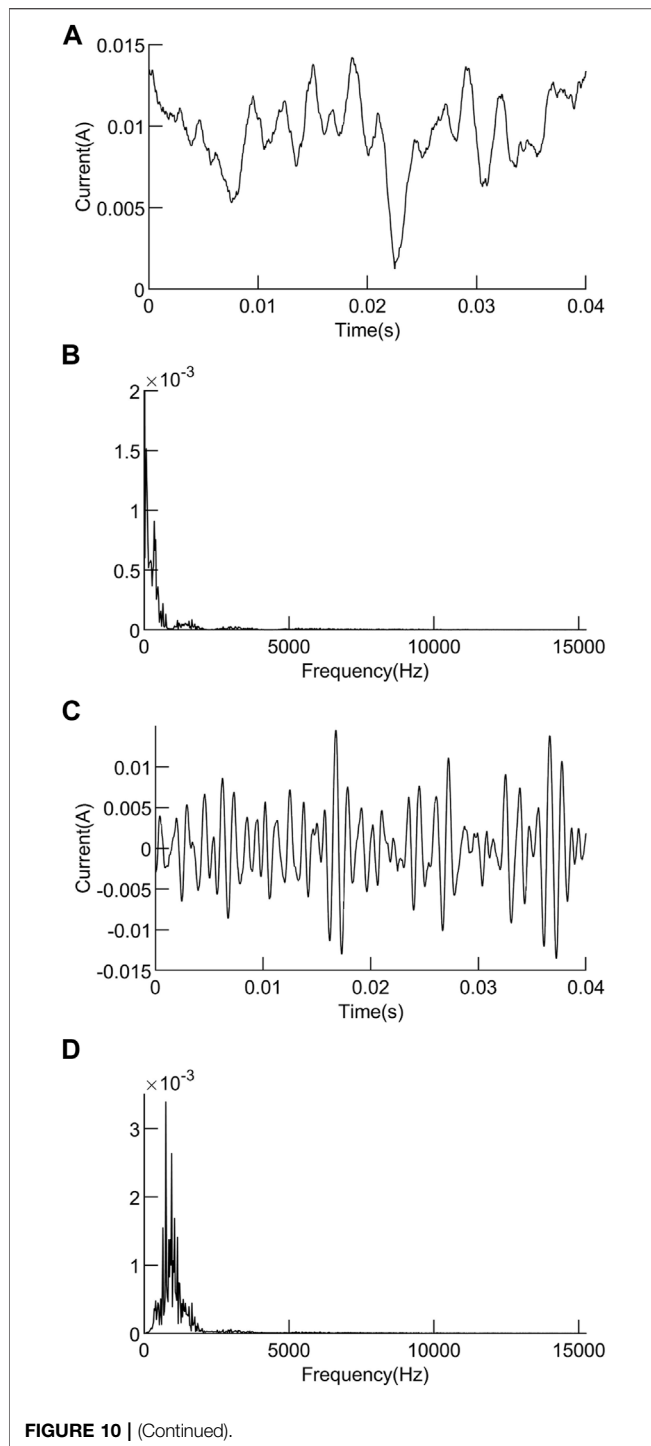 A
0.015
0.01
0.005
0
Current(A)
0 0.01 0.02 0.03 0.04
Time(s)
B
×10-3
2
1.5
1
0.5
0
0 5000 10000 15000
Frequency(Hz)
C
0.01
0.005
0
-0.005
-0.01
-0.015
Current(A)
0 0.01 0.02 0.03 0.04
Time(s)
D
×10-3
3
2
1
0
0 5000 10000 15000
Frequency(Hz)
FIGURE 10 | (Continued).